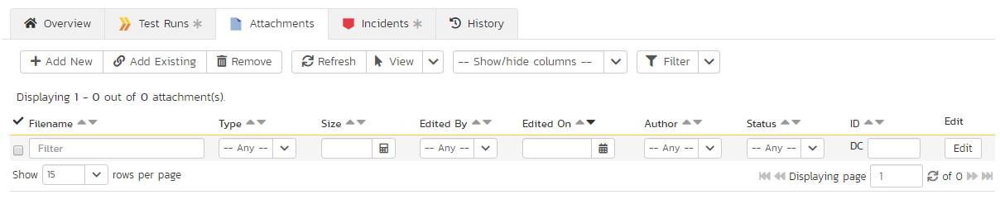 Overview Test Runs Attachments Incidents History
Add New Add Existing Remove Refresh View -- Show/hide columns -- Filter
Displaying 1 - 0 out of 0 attachment(s).
Filename Type Size Edited By Edited On Author Status ID Edit
Filter -- Any -- -- Any -- -- Any -- -- Any -- DC Edit
Show 15 rows per page Displaying page 1 of 0